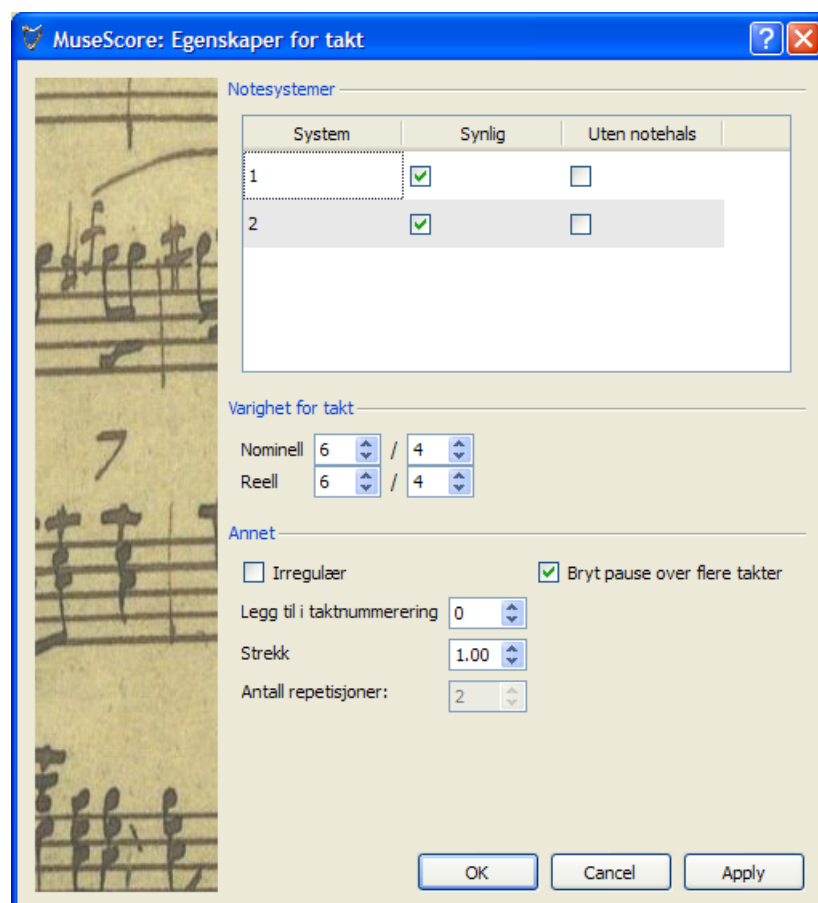 MuseScore: Egenskaper for takt
Notesystemer
System Synlig Uten notehals
1
2
Varighet for takt
Nominell 6 / 4
Reell 6 / 4
Annet
Irregulær Bryt pause over flere takter
Legg til i taktnummerering 0
Strekk 1.00
Antall repetisjoner: 2
OK Cancel Apply
7